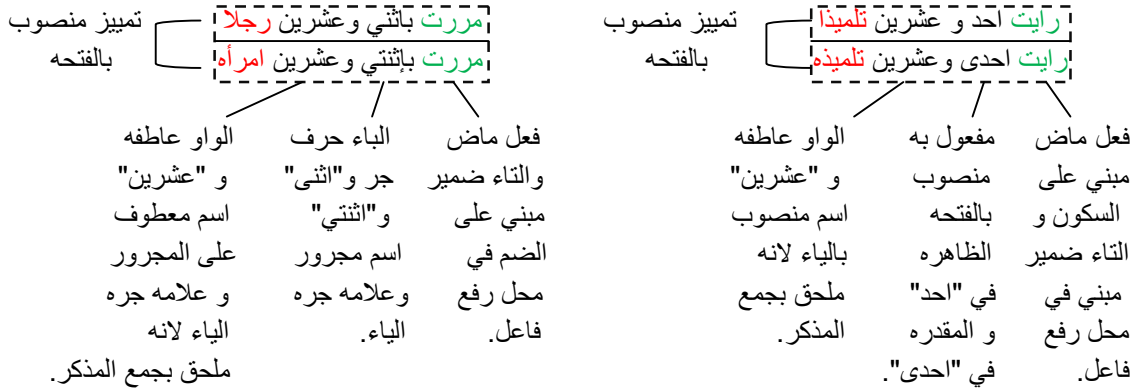 رايت احد و عشرين تلميذا
رايت احدى وعشرين تلميذه
تمييز منصوب
بالفتحه
فعل ماض
مبني على
السكون و
التاء ضمير
مبني في
محل رفع
فاعل.
مفعول به
منصوب
بالفتحه
الظاهره
في "احد"
و المقدره
في "احدى".
الواو عاطفه
و "عشرين"
اسم منصوب
بالياء لانه
ملحق بجمع
المذكر.
مررت باثني وعشرين رجلا
مررت بإثنتي وعشرين امرأه
تمييز منصوب
بالفتحه
فعل ماض
والتاء ضمير
مبني على
الضم في
محل رفع
فاعل.
الباء حرف
جر و"اثنى"
و"اثنتي"
اسم مجرور
وعلامه جره
الياء.
الواو عاطفه
و "عشرين"
اسم معطوف
على المجرور
و علامه جره
الياء لانه
ملحق بجمع المذكر.